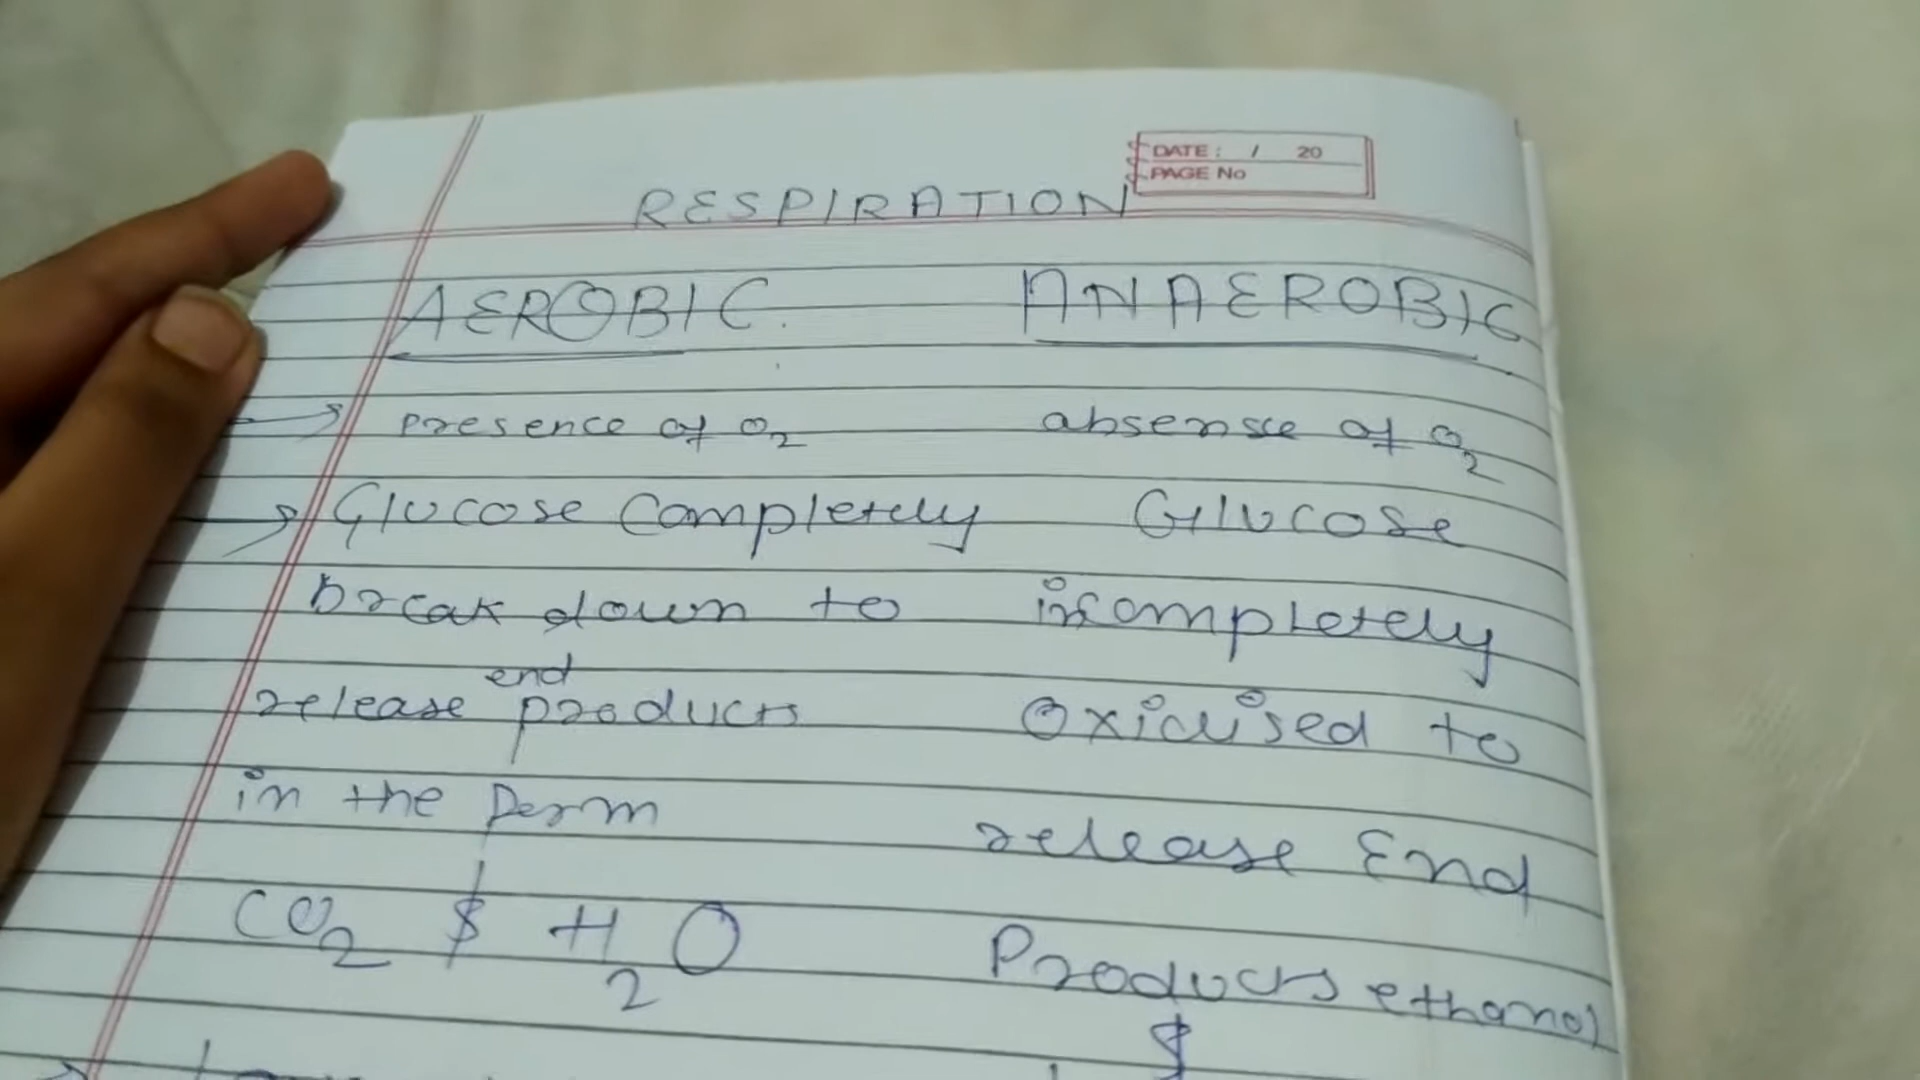 DATE: / 20
PAGE No
RESPIRATION
AEROBIC.
ANAEROBIC
→ presence of O2
absensce of O2
→ Glucose Completely
break down to
release end products
in the form
CO2 $ H2O
Glucose
incompletely
Oxidised to
release End
Products ethanol
$